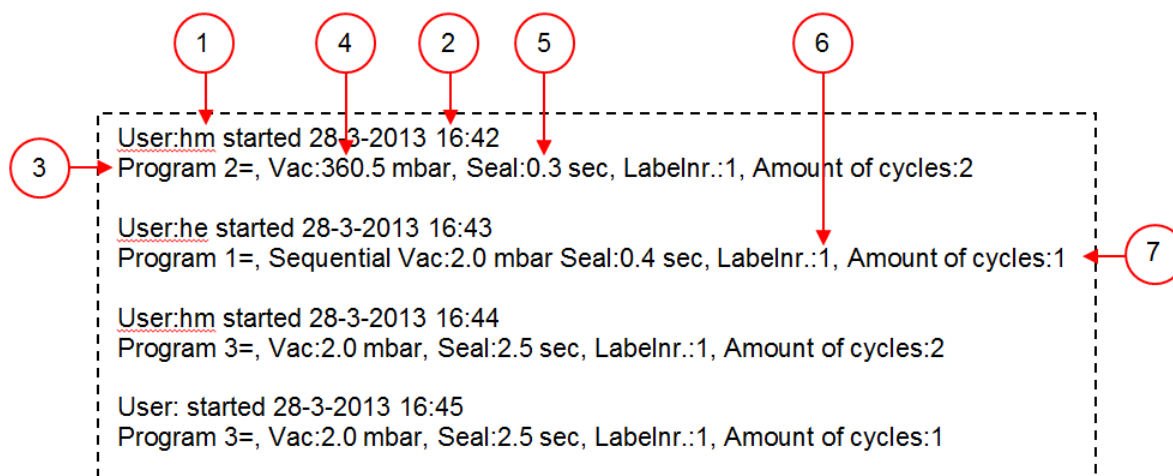 1 4 2 5 6
User:hm started 28-3-2013 16:42
3 Program 2=, Vac:360.5 mbar, Seal:0.3 sec, Labelnr.:1, Amount of cycles:2
User:he started 28-3-2013 16:43
Program 1=, Sequential Vac:2.0 mbar Seal:0.4 sec, Labelnr.:1, Amount of cycles:1 7
User:hm started 28-3-2013 16:44
Program 3=, Vac:2.0 mbar, Seal:2.5 sec, Labelnr.:1, Amount of cycles:2
User: started 28-3-2013 16:45
Program 3=, Vac:2.0 mbar, Seal:2.5 sec, Labelnr.:1, Amount of cycles:1